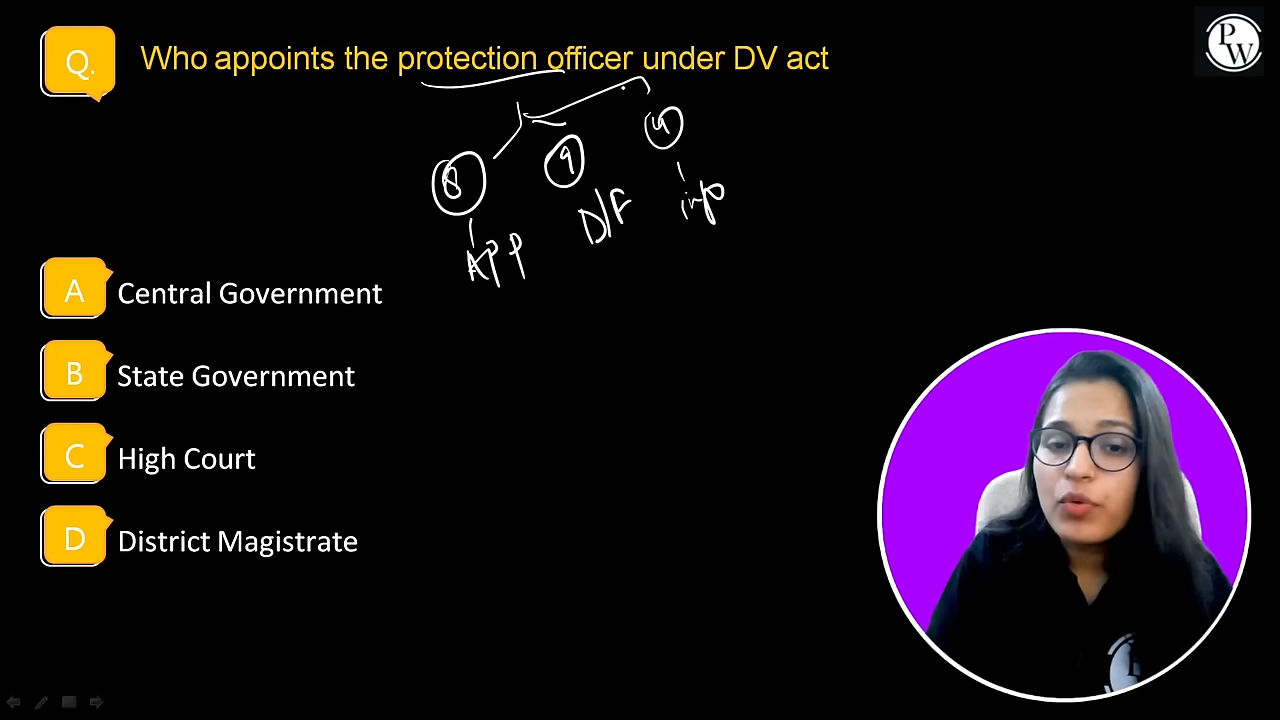 Q. Who appoints the protection officer under DV act
PW
8 9 4
APP D/F info
A Central Government
B State Government
C High Court
D District Magistrate